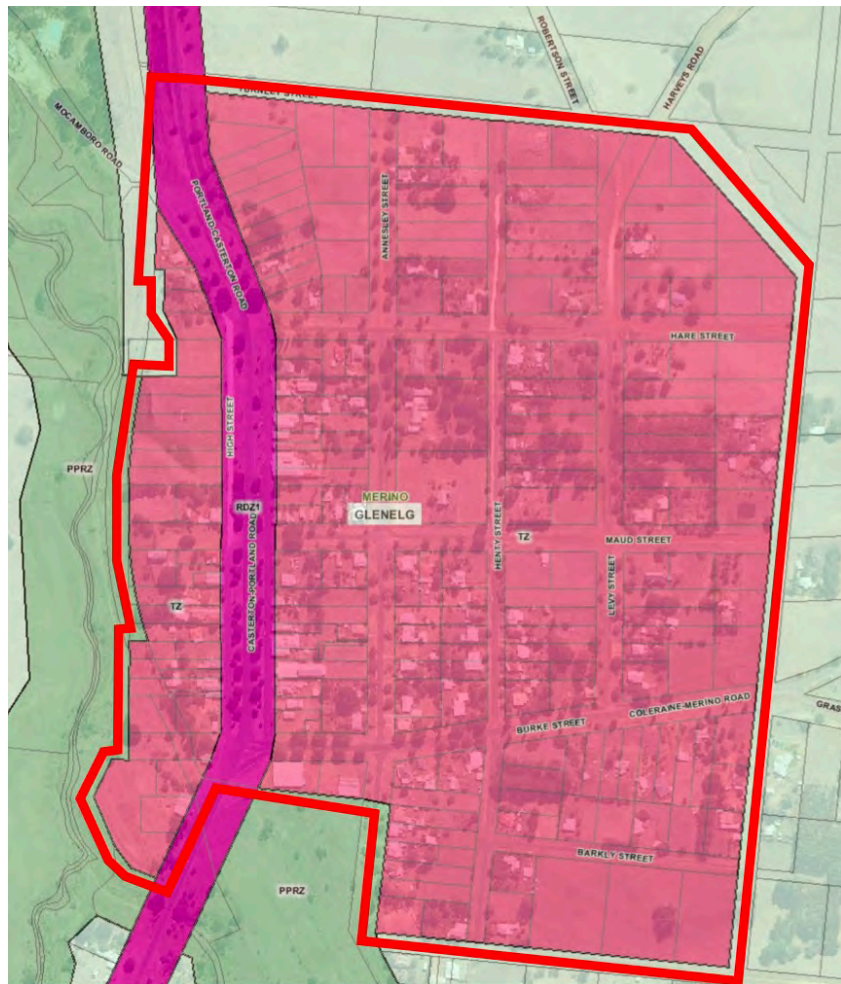 ROBERTSON STREET
HARVEYS ROAD
TURNLEY STREET
MOCAMBORO ROAD
PORTLAND-CASTERTON ROAD
ANNESLEY STREET
HARE STREET
HIGH STREET
PPRZ
MERINO
GLENELG
RDZ1
CASTERTON-PORTLAND ROAD
HENTY STREET
TZ
MAUD STREET
LEVY STREET
TZ
COLERAINE-MERINO ROAD
GRAS
BURKE STREET
BARKLY STREET
PPRZ